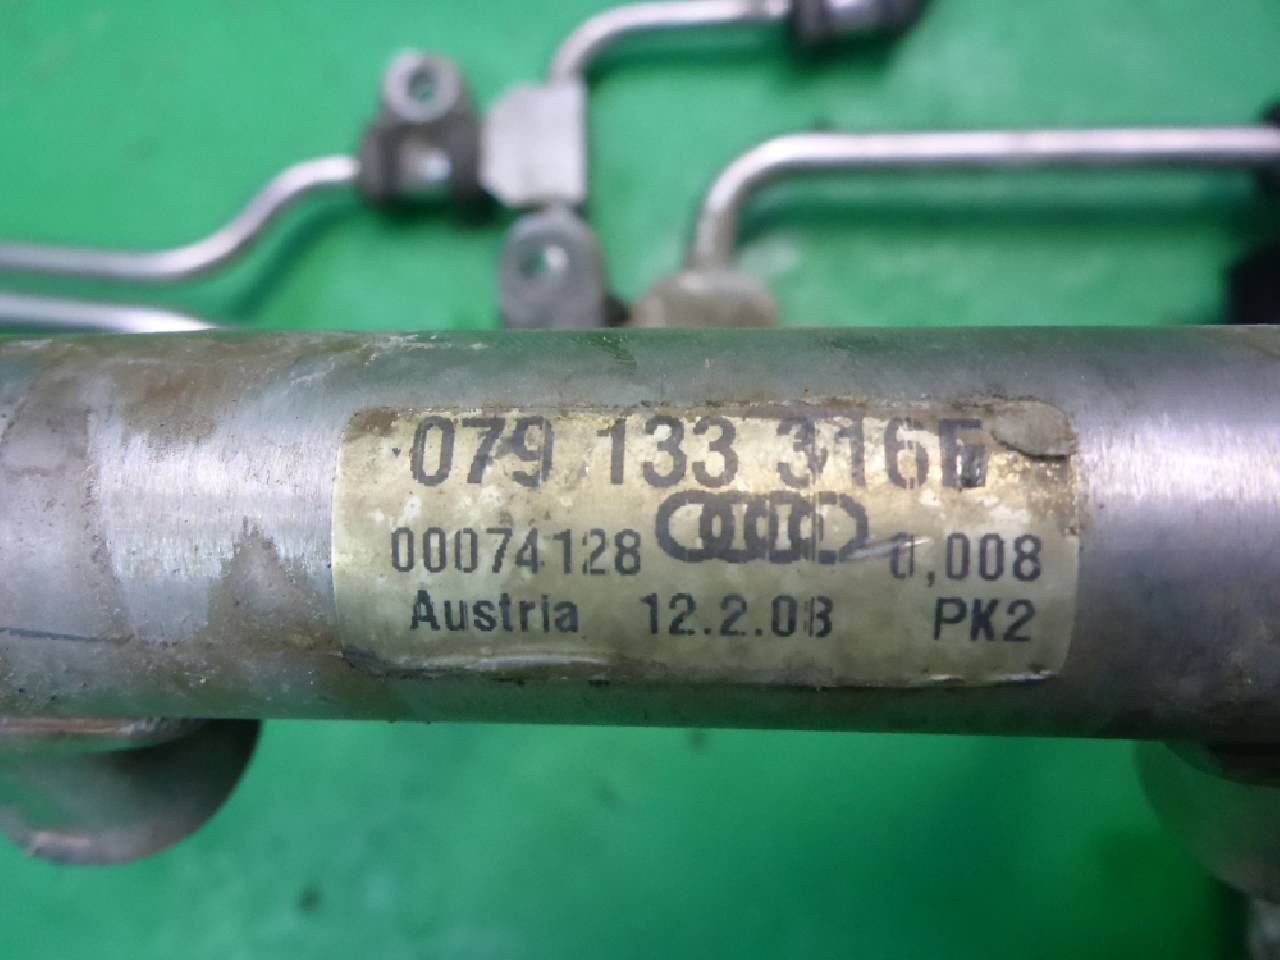 079 133 316E
00074128 0,008
Austria 12.2.08 PK2